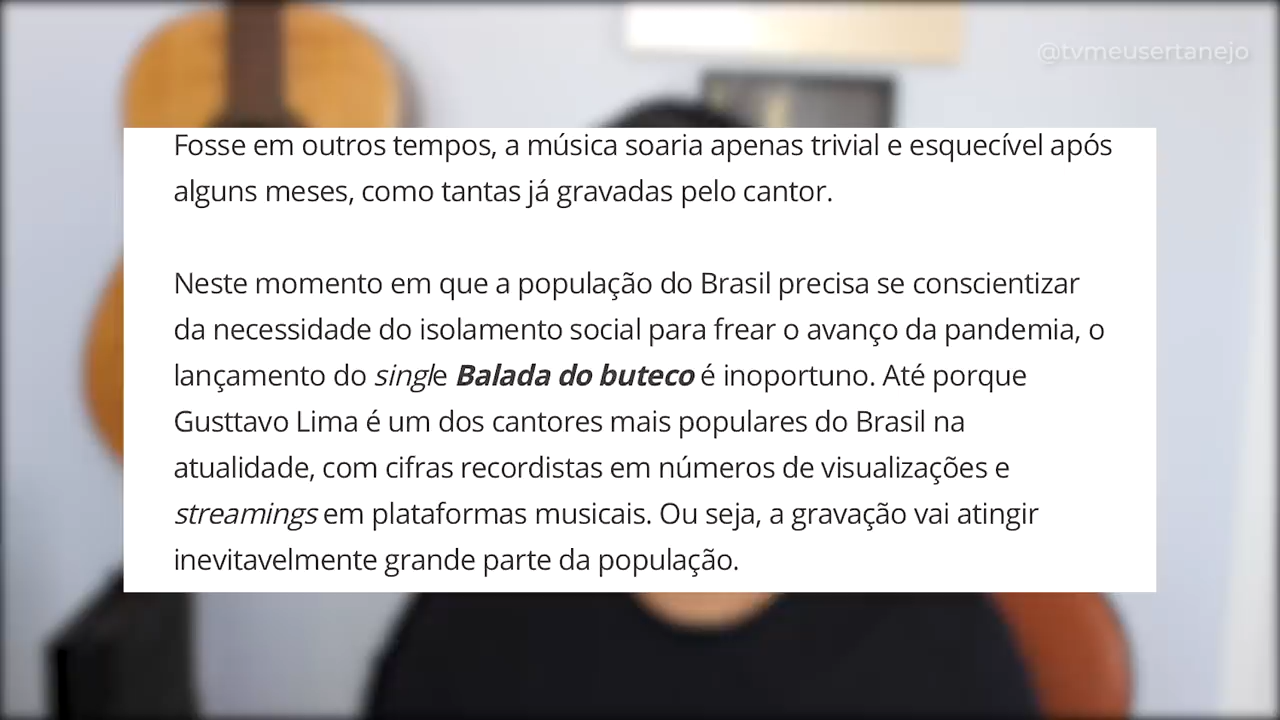 @tvmeusertanejo
Fosse em outros tempos, a música soaria apenas trivial e esquecível após
alguns meses, como tantas já gravadas pelo cantor.
Neste momento em que a população do Brasil precisa se conscientizar
da necessidade do isolamento social para frear o avanço da pandemia, o
lançamento do single Balada do buteco é inoportuno. Até porque
Gusttavo Lima é um dos cantores mais populares do Brasil na
atualidade, com cifras recordistas em números de visualizações e
streamings em plataformas musicais. Ou seja, a gravação vai atingir
inevitavelmente grande parte da população.